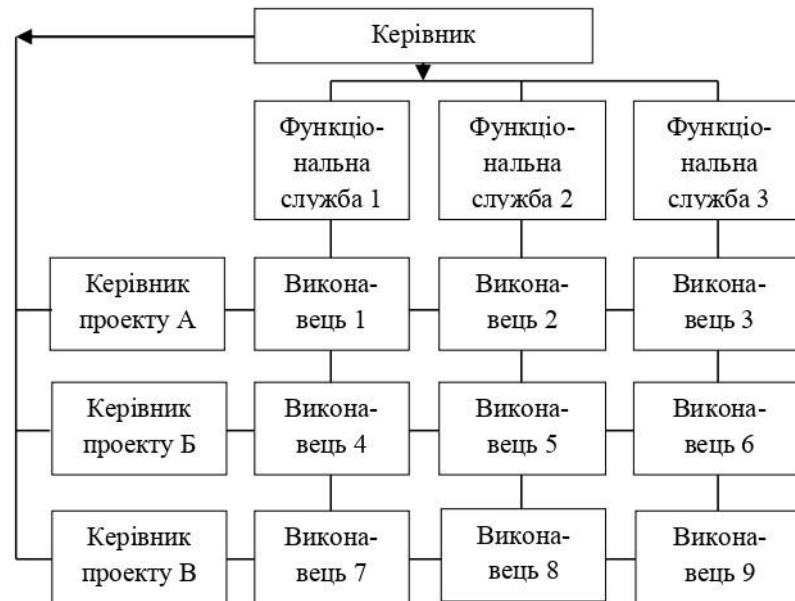 Керівник
Функціо-
нальна
служба 1
Функціо-
нальна
служба 2
Функціо-
нальна
служба 3
Керівник
проекту А
Викона-
вець 1
Викона-
вець 2
Викона-
вець 3
Керівник
проекту Б
Викона-
вець 4
Викона-
вець 5
Викона-
вець 6
Керівник
проекту В
Викона-
вець 7
Викона-
вець 8
Викона-
вець 9